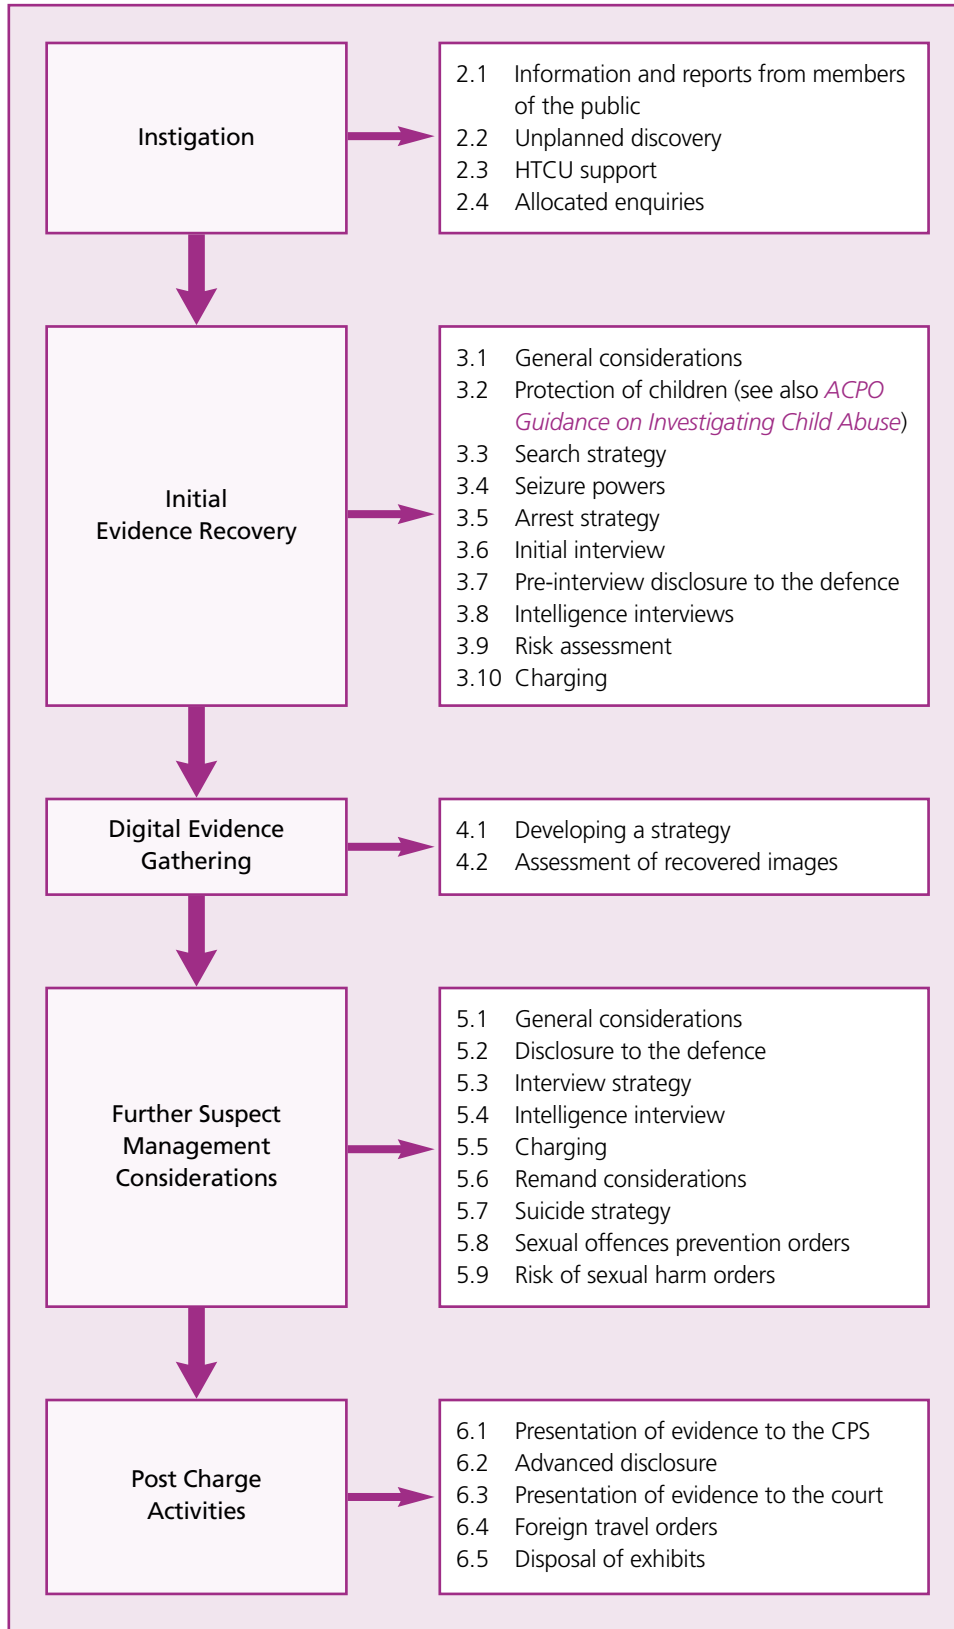 Instigation
2.1 Information and reports from members
of the public
2.2 Unplanned discovery
2.3 HTCU support
2.4 Allocated enquiries
Initial
Evidence Recovery
3.1 General considerations
3.2 Protection of children (see also ACPO
Guidance on Investigating Child Abuse)
3.3 Search strategy
3.4 Seizure powers
3.5 Arrest strategy
3.6 Initial interview
3.7 Pre-interview disclosure to the defence
3.8 Intelligence interviews
3.9 Risk assessment
3.10 Charging
Digital Evidence
Gathering
4.1 Developing a strategy
4.2 Assessment of recovered images
Further Suspect
Management
Considerations
5.1 General considerations
5.2 Disclosure to the defence
5.3 Interview strategy
5.4 Intelligence interview
5.5 Charging
5.6 Remand considerations
5.7 Suicide strategy
5.8 Sexual offences prevention orders
5.9 Risk of sexual harm orders
Post Charge
Activities
6.1 Presentation of evidence to the CPS
6.2 Advanced disclosure
6.3 Presentation of evidence to the court
6.4 Foreign travel orders
6.5 Disposal of exhibits